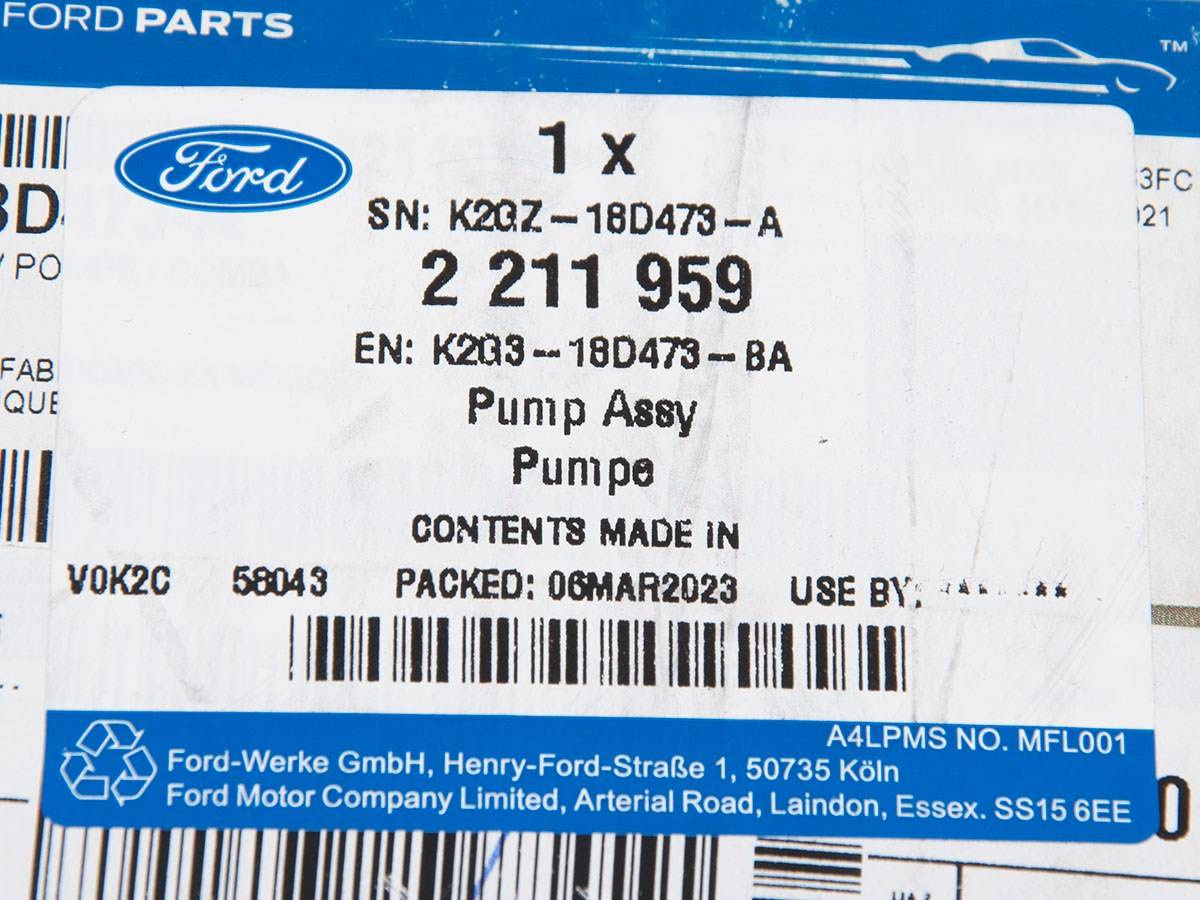 FORD PARTS
TM
Ford
1 x
SN: K2GZ-18D473-A
2 211 959
EN: K2G3-18D473-BA
Pump Assy
Pumpe
CONTENTS MADE IN
V0K2C 58043 PACKED: 06MAR2023 USE BY:
A4LPMS NO. MFL001
Ford-Werke GmbH, Henry-Ford-Straße 1, 50735 Köln
Ford Motor Company Limited, Arterial Road, Laindon, Essex. SS15 6EE